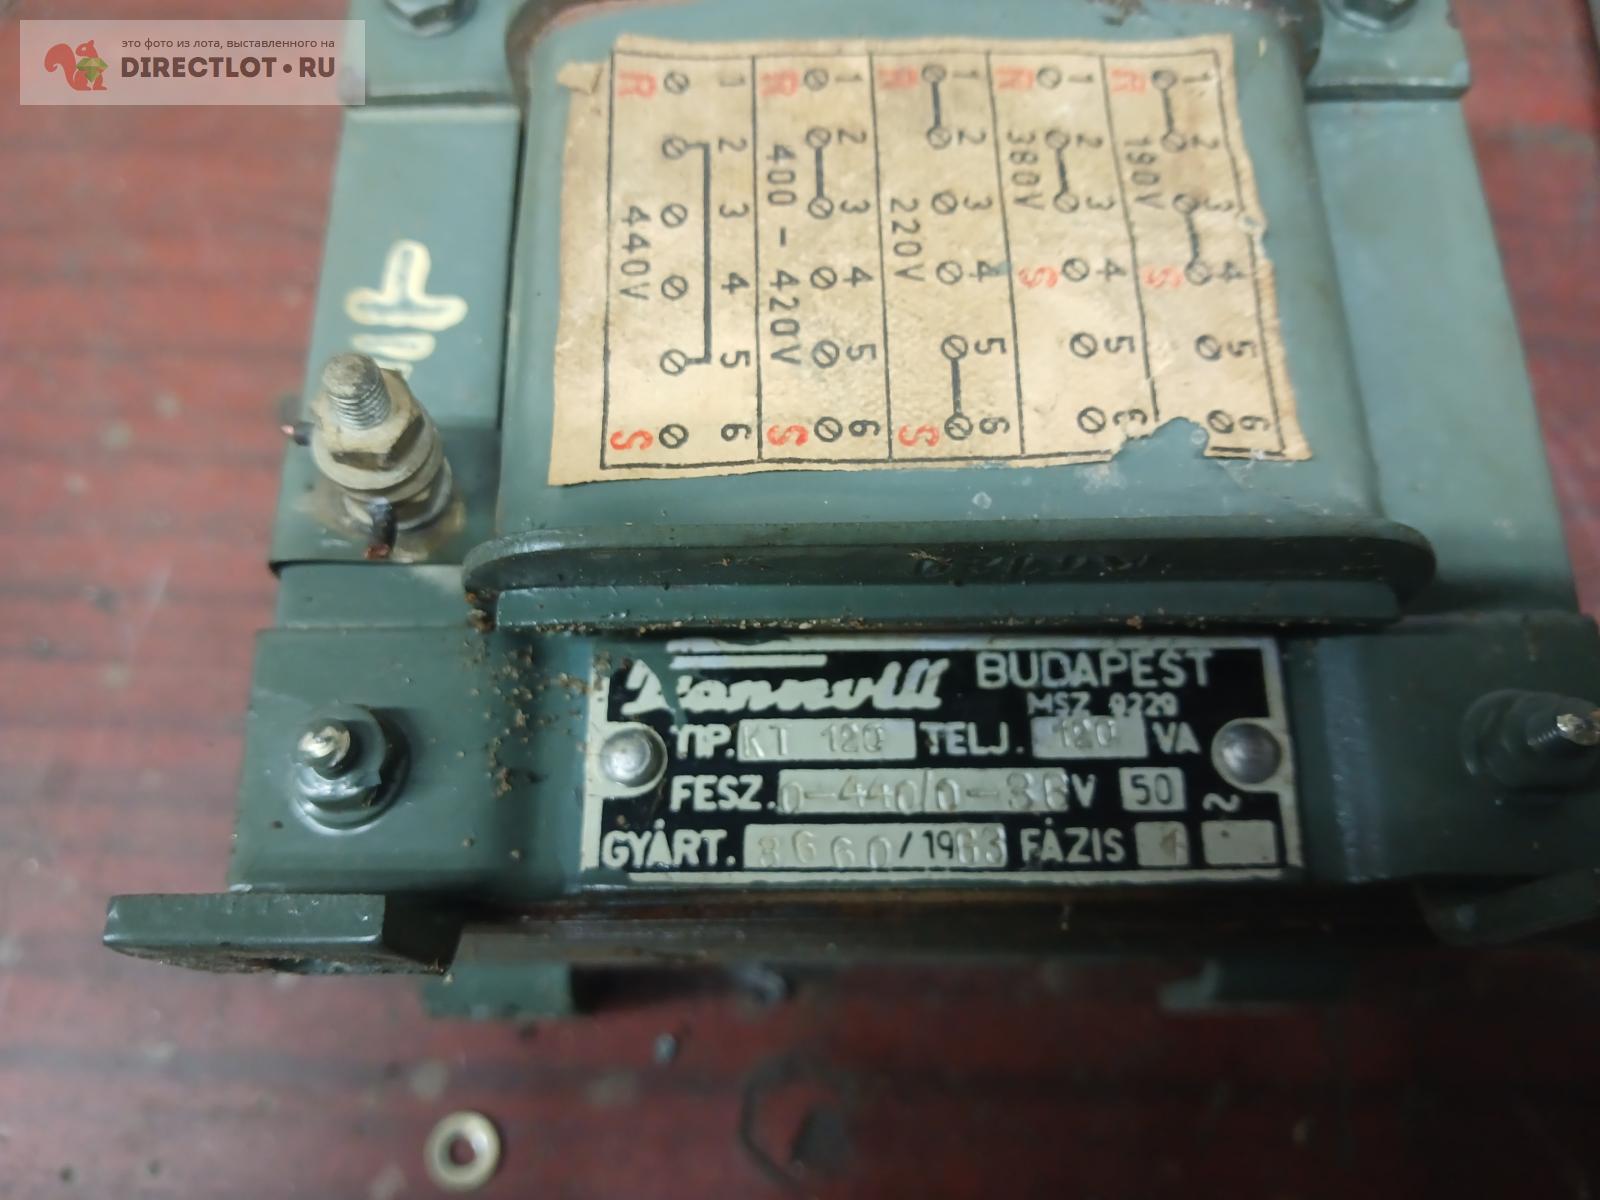 это фото из лота, выставленного на
DIRECTLOT•RU
R 1 2 3 4 5 6 S
440V
R 1 2 3 4 5 6 S
400 - 420V
R 1 2 3 4 5 6 S
220V
R 1 2 3 4 S 5
380V
R 1 2 3 4 S 5 6
190V
BUDAPEST
MSZ 9229
TIP. KT 120 TELJ. 120 VA
FESZ. 0-440/0-36 V 50 ~
GYÁRT. 8660/1963 FÁZIS 1